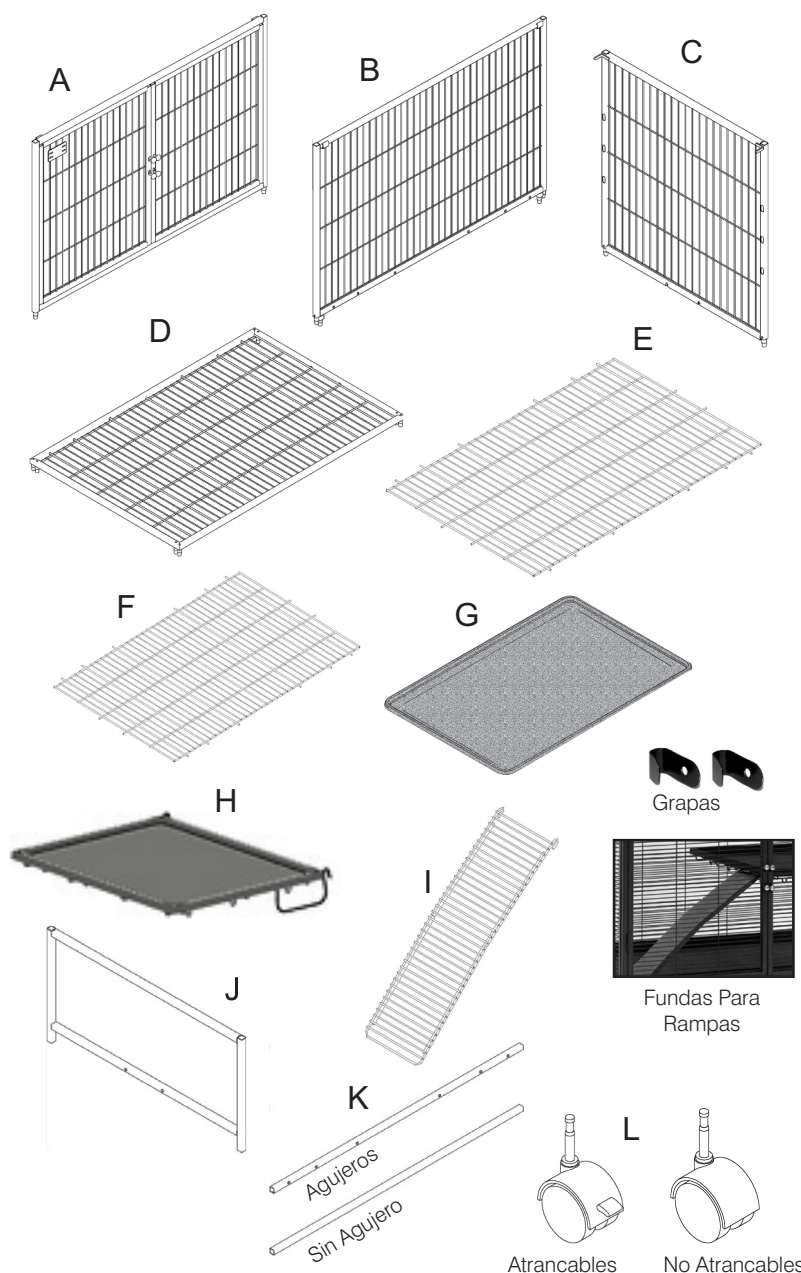 A
B
C
D
E
F
G
H
Grapas
I
Fundas Para
Rampas
J
K
Agujeros
Sin Agujero
L
Atrancables
No Atrancables